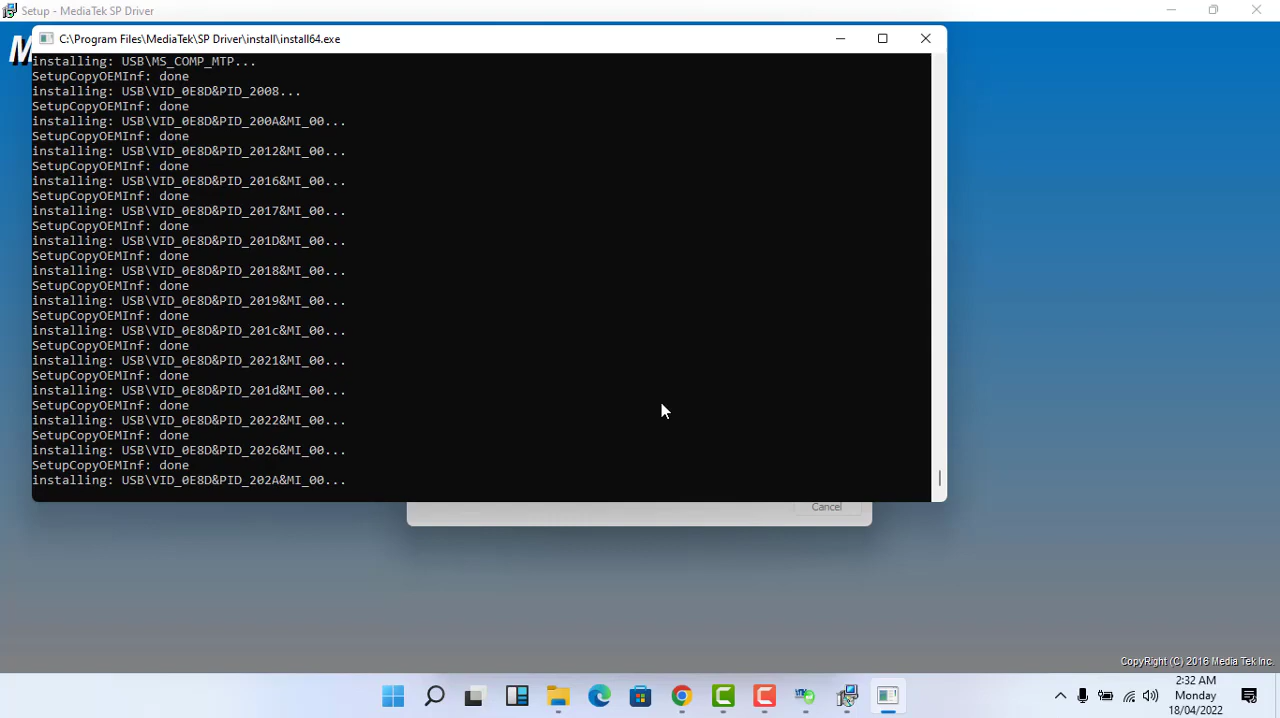 Setup - MediaTek SP Driver
M
C:\Program Files\MediaTek\SP Driver\install\install64.exe
installing: USB\MS_COMP_MTP...
SetupCopyOEMInf: done
installing: USB\VID_0E8D&PID_2008...
SetupCopyOEMInf: done
installing: USB\VID_0E8D&PID_200A&MI_00...
SetupCopyOEMInf: done
installing: USB\VID_0E8D&PID_2012&MI_00...
SetupCopyOEMInf: done
installing: USB\VID_0E8D&PID_2016&MI_00...
SetupCopyOEMInf: done
installing: USB\VID_0E8D&PID_2017&MI_00...
SetupCopyOEMInf: done
installing: USB\VID_0E8D&PID_201D&MI_00...
SetupCopyOEMInf: done
installing: USB\VID_0E8D&PID_2018&MI_00...
SetupCopyOEMInf: done
installing: USB\VID_0E8D&PID_2019&MI_00...
SetupCopyOEMInf: done
installing: USB\VID_0E8D&PID_201c&MI_00...
SetupCopyOEMInf: done
installing: USB\VID_0E8D&PID_2021&MI_00...
SetupCopyOEMInf: done
installing: USB\VID_0E8D&PID_201d&MI_00...
SetupCopyOEMInf: done
installing: USB\VID_0E8D&PID_2022&MI_00...
SetupCopyOEMInf: done
installing: USB\VID_0E8D&PID_2026&MI_00...
SetupCopyOEMInf: done
installing: USB\VID_0E8D&PID_202A&MI_00...
Cancel
Copyright (C) 2016 Media Tek Inc.
2:32 AM
Monday
18/04/2022